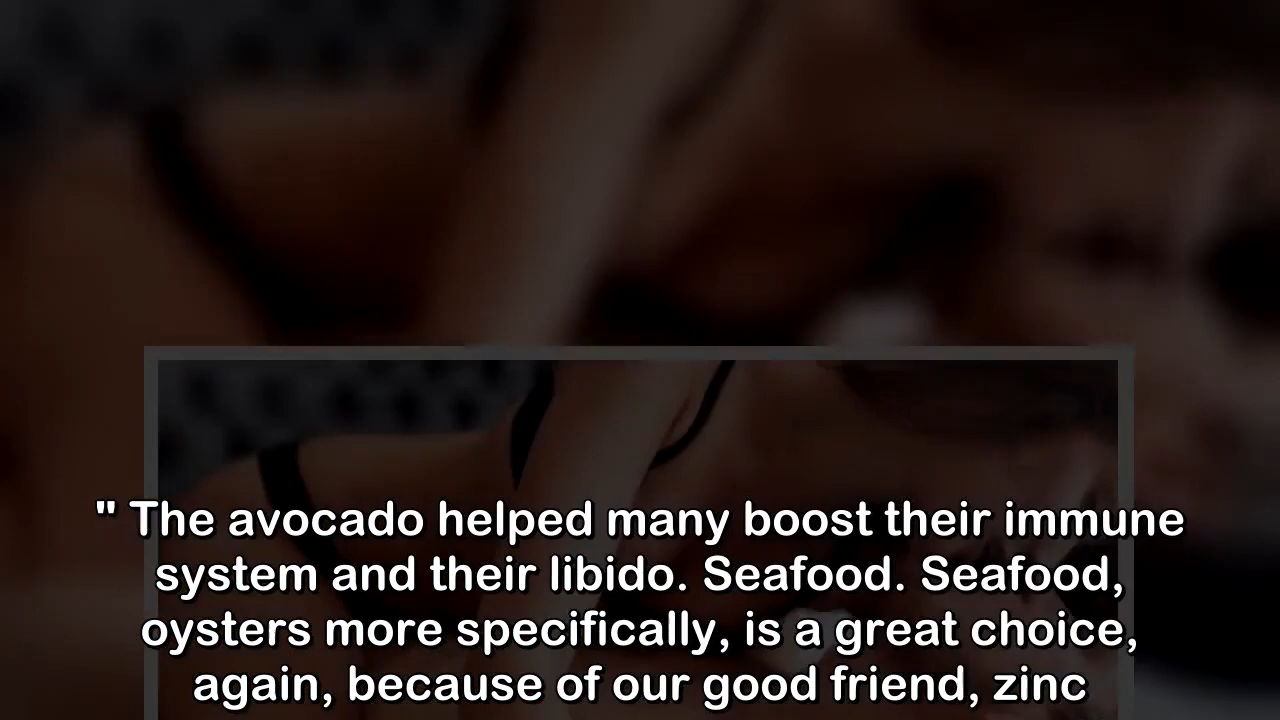 " The avocado helped many boost their immune
system and their libido. Seafood. Seafood,
oysters more specifically, is a great choice,
again, because of our good friend, zinc